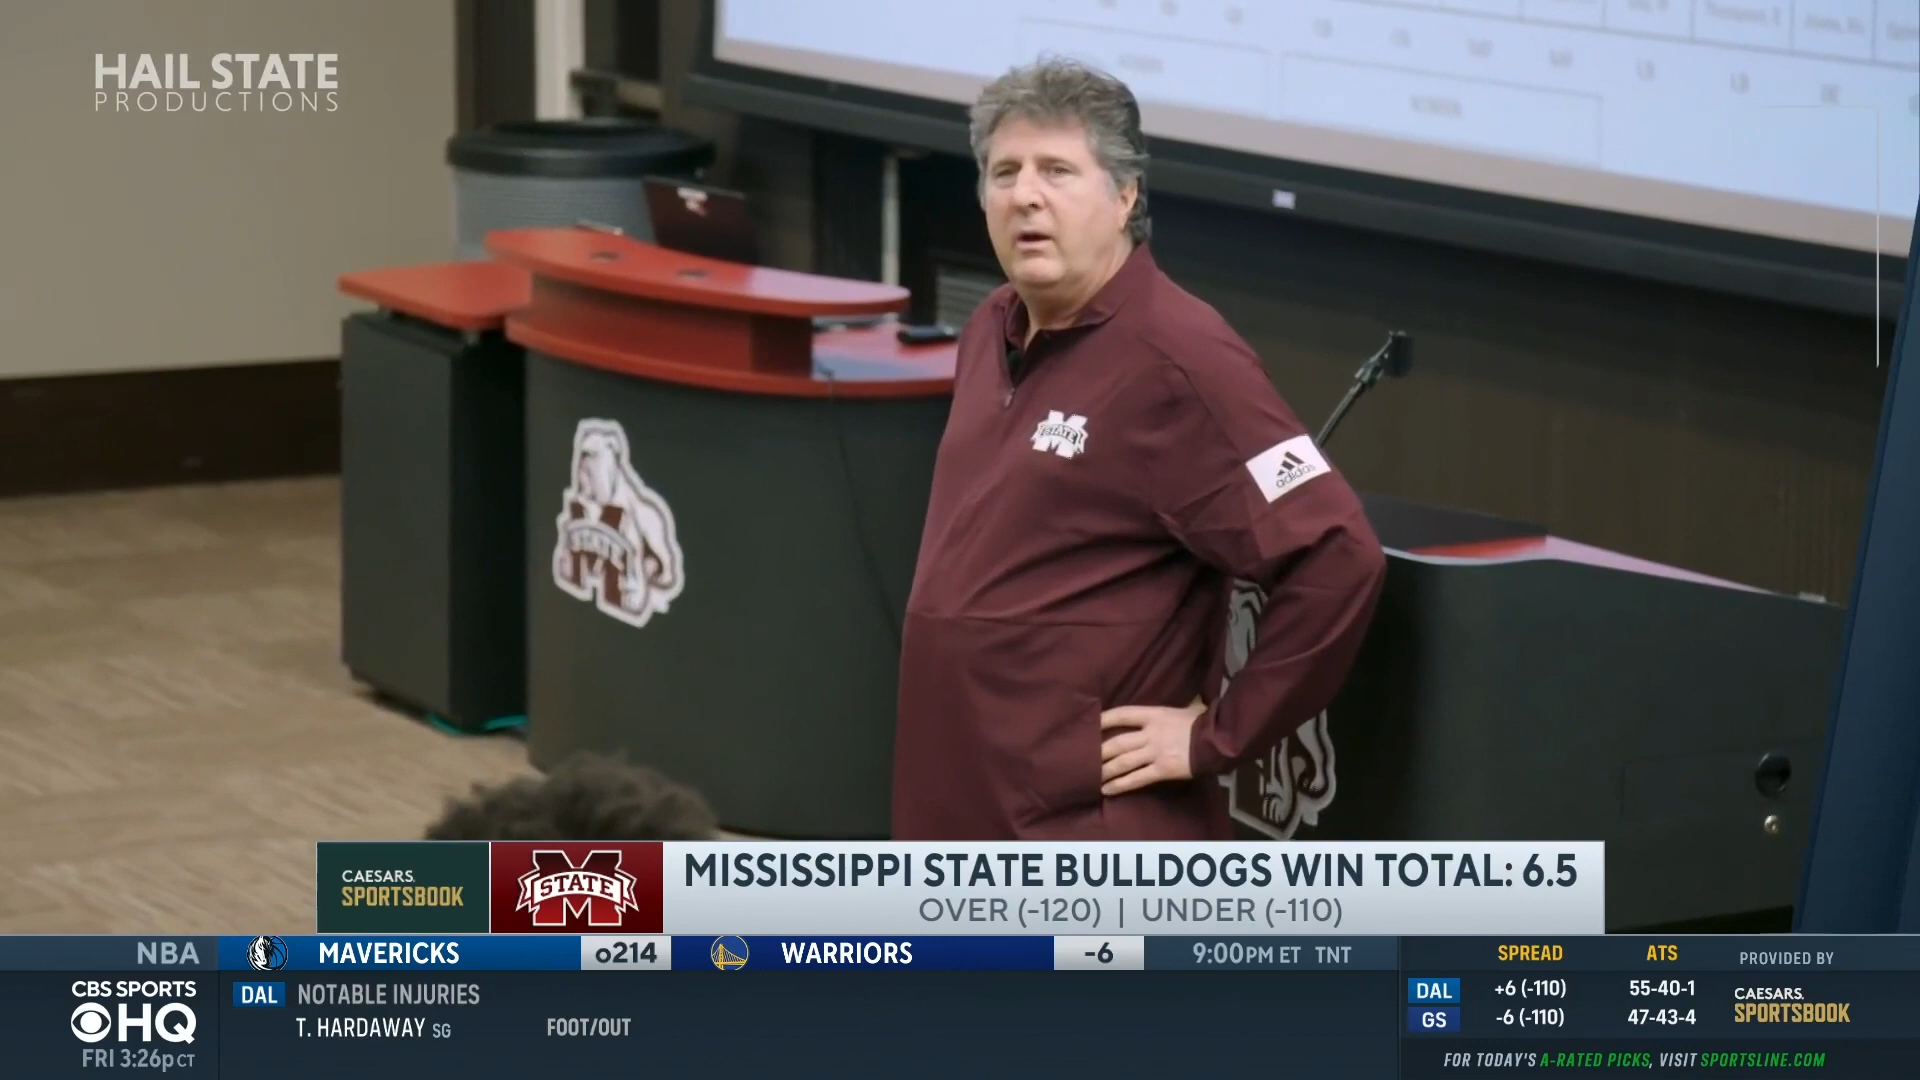 HAIL STATE
PRODUCTIONS
STATE
adidas
STATE
CAESARS
SPORTSBOOK
STATE
MISSISSIPPI STATE BULLDOGS WIN TOTAL: 6.5
OVER (-120) | UNDER (-110)
NBA MAVERICKS o214 WARRIORS -6 9:00PM ET TNT
CBS SPORTS
HQ
FRI 3:26p CT
DAL NOTABLE INJURIES
T. HARDAWAY SG FOOT/OUT
SPREAD ATS PROVIDED BY
DAL +6 (-110) 55-40-1
GS -6 (-110) 47-43-4
CAESARS
SPORTSBOOK
FOR TODAY'S A-RATED PICKS, VISIT SPORTSLINE.COM